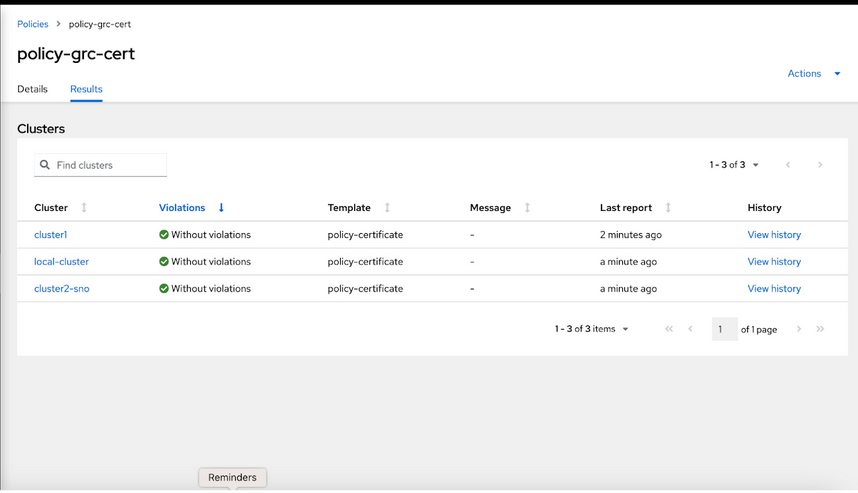 Policies > policy-grc-cert
policy-grc-cert
Actions
Details Results
Clusters
Find clusters
1 - 3 of 3
Cluster Violations Template Message Last report History
cluster1 Without violations policy-certificate - 2 minutes ago View history
local-cluster Without violations policy-certificate - a minute ago View history
cluster2-sno Without violations policy-certificate - a minute ago View history
1 - 3 of 3 items 1 of 1 page
Reminders